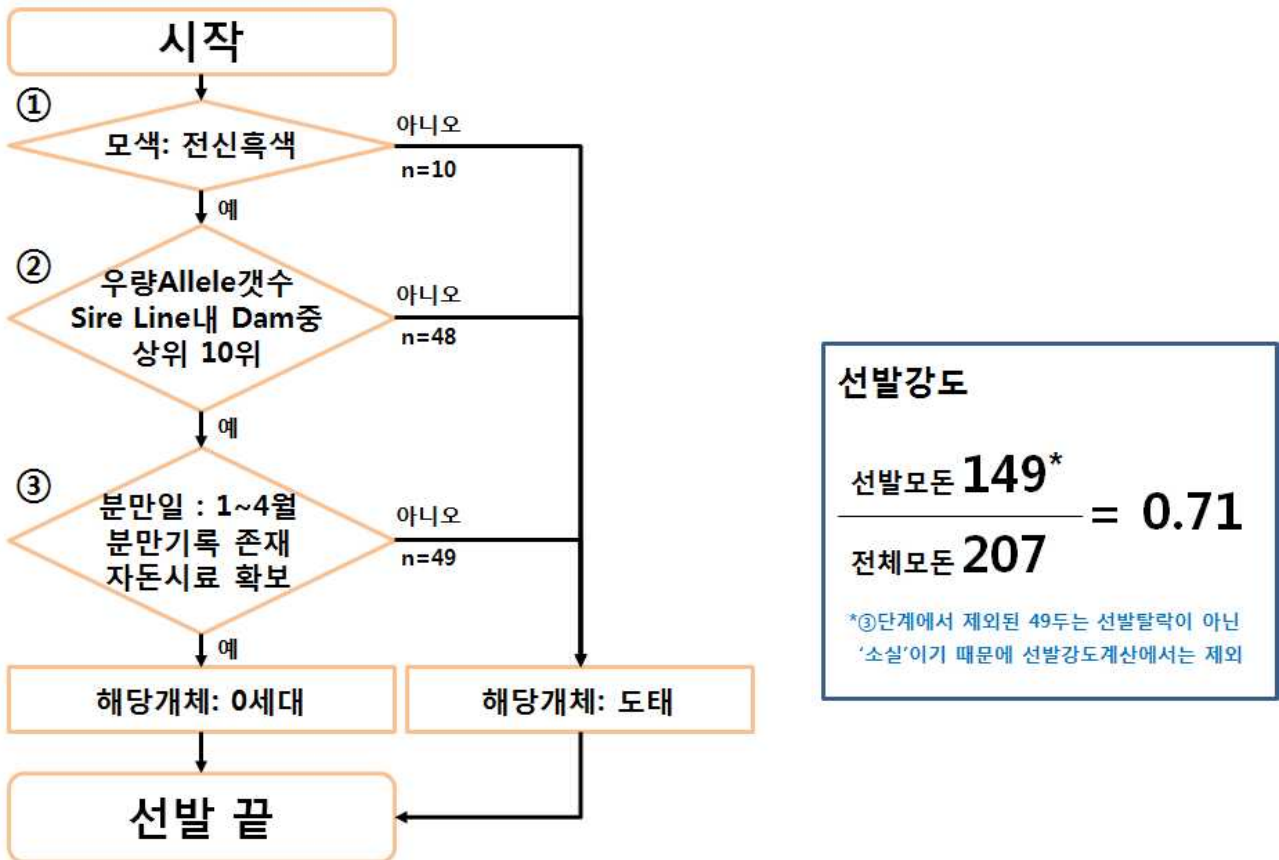 시작
①
모색: 전신흑색
아니오
n=10
예
②
우량Allele갯수
Sire Line내 Dam중
상위 10위
아니오
n=48
예
③
분만일 : 1~4월
분만기록 존재
자돈시료 확보
아니오
n=49
예
해당개체: 0세대
해당개체: 도태
선발 끝
선발강도
선발모돈 149*
= 0.71
전체모돈 207
*③단계에서 제외된 49두는 선발탈락이 아닌
‘소실’이기 때문에 선발강도계산에서는 제외